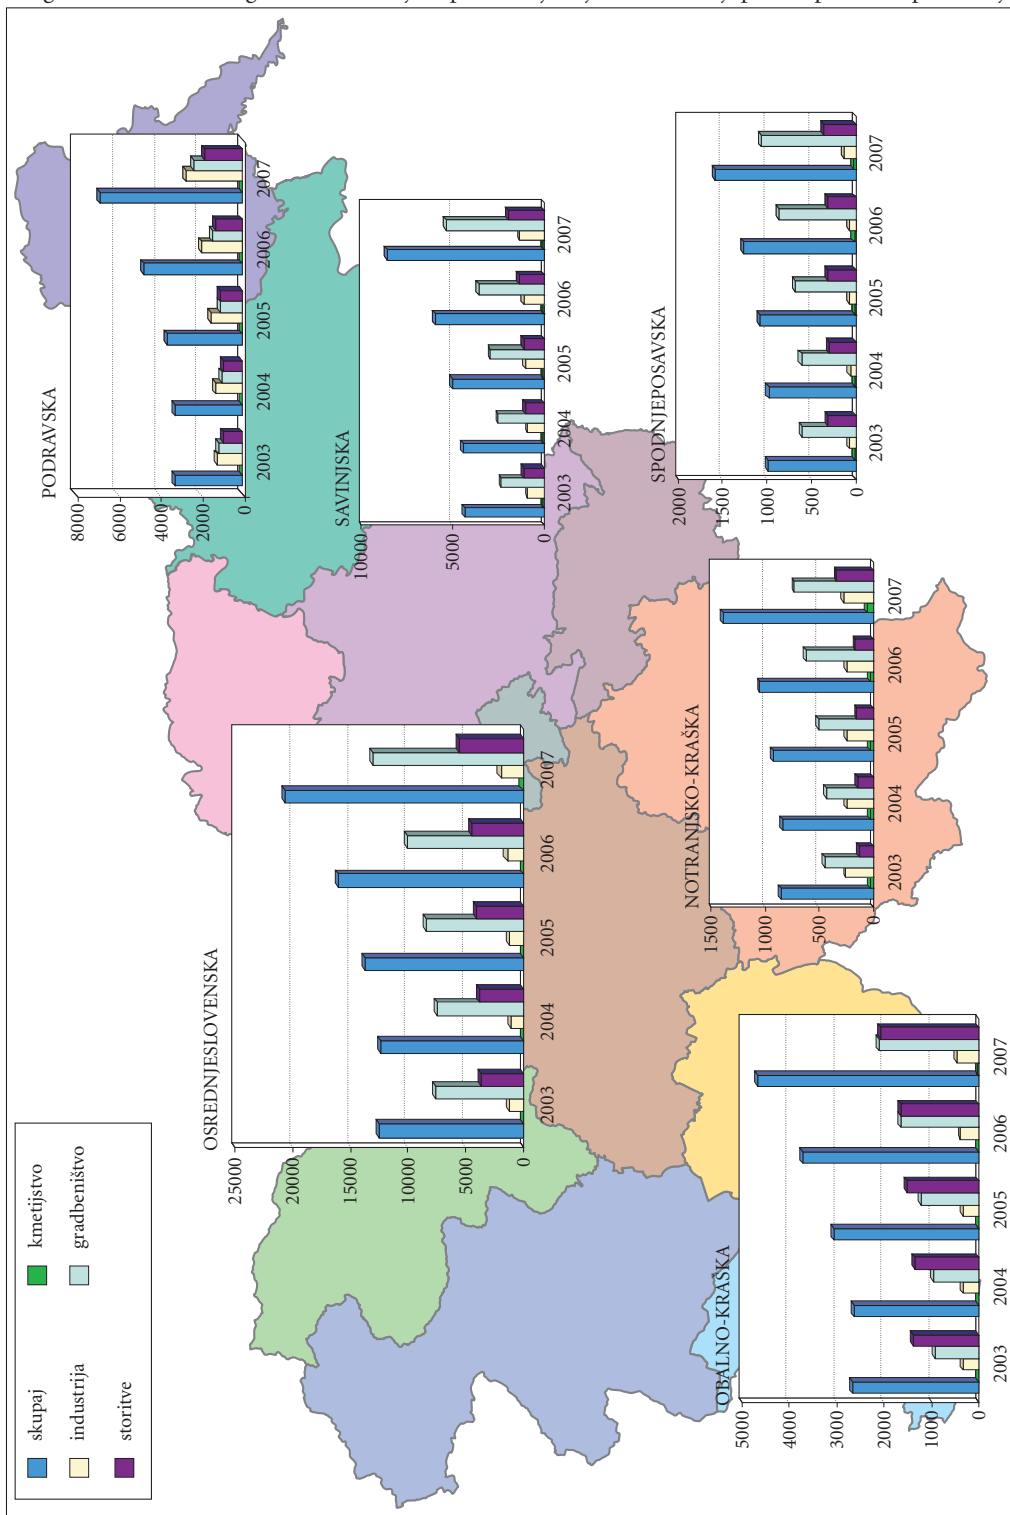 skupaj kmetijstvo
industrija gradbeništvo
storitve
PODRAVSKA
8000
6000
4000
2000
0
2003 2004 2005 2006 2007
OSREDNJESLOVENSKA
25000
20000
15000
10000
5000
0
2003 2004 2005 2006 2007
SAVINJSKA
10000
5000
0
2003 2004 2005 2006 2007
SPODNJEPOSAVSKA
2000
1500
1000
500
0
2003 2004 2005 2006 2007
NOTRANJSKO-KRAŠKA
1500
1000
500
0
2003 2004 2005 2006 2007
OBALNO-KRAŠKA
5000
4000
3000
2000
1000
0
2003 2004 2005 2006 2007